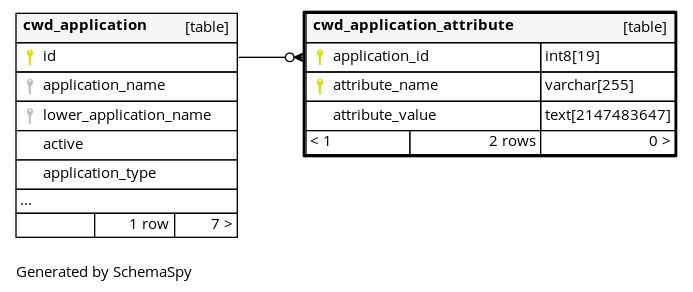 cwd_application [table]
id
application_name
lower_application_name
active
application_type
...
1 row 7 >
cwd_application_attribute [table]
application_id int8[19]
attribute_name varchar[255]
attribute_value text[2147483647]
< 1 2 rows 0 >
Generated by SchemaSpy